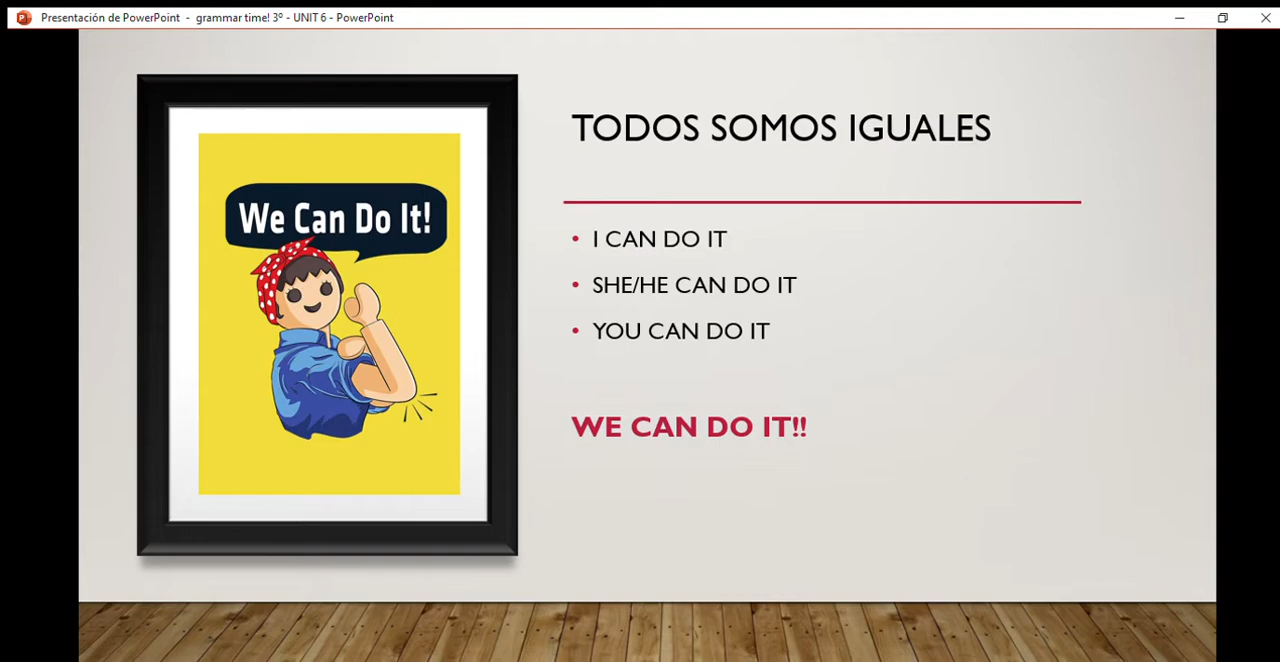 Presentación de PowerPoint - grammar time! 3º - UNIT 6 - PowerPoint
We Can Do It!
TODOS SOMOS IGUALES
• I CAN DO IT
• SHE/HE CAN DO IT
• YOU CAN DO IT
WE CAN DO IT!!